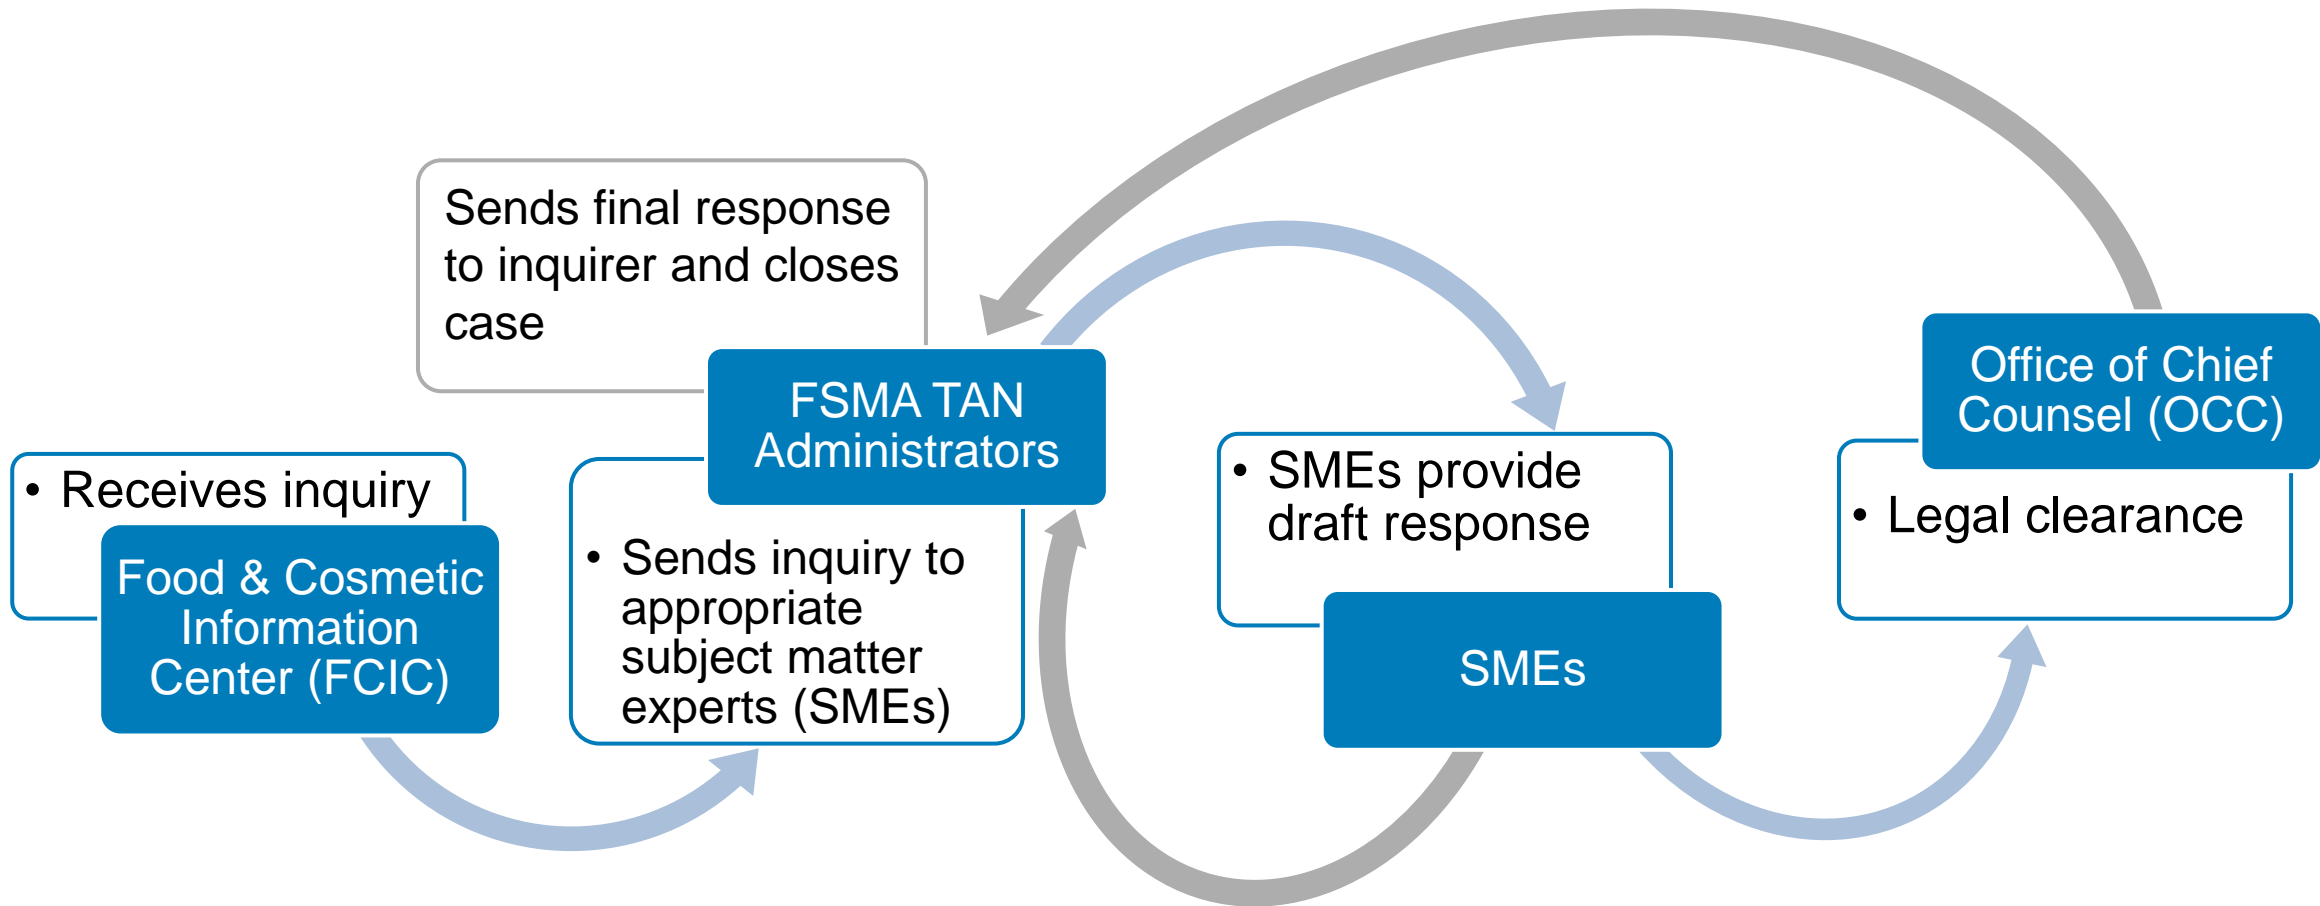 • Receives inquiry
Food & Cosmetic
Information
Center (FCIC)
Sends final response
to inquirer and closes
case
FSMA TAN
Administrators
• Sends inquiry to
appropriate
subject matter
experts (SMEs)
• SMEs provide
draft response
SMEs
Office of Chief
Counsel (OCC)
• Legal clearance